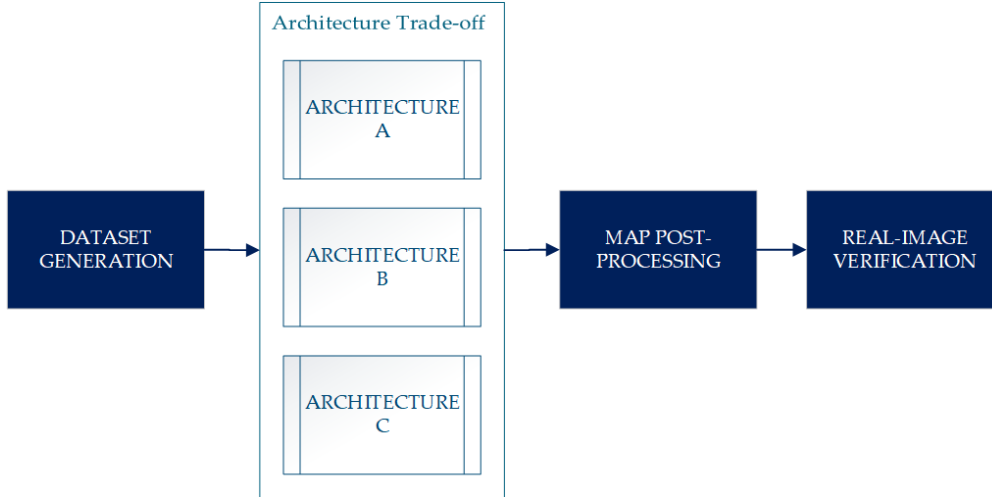 Architecture Trade-off
ARCHITECTURE
A
DATASET
GENERATION
ARCHITECTURE
B
ARCHITECTURE
C
MAP POST-
PROCESSING
REAL-IMAGE
VERIFICATION